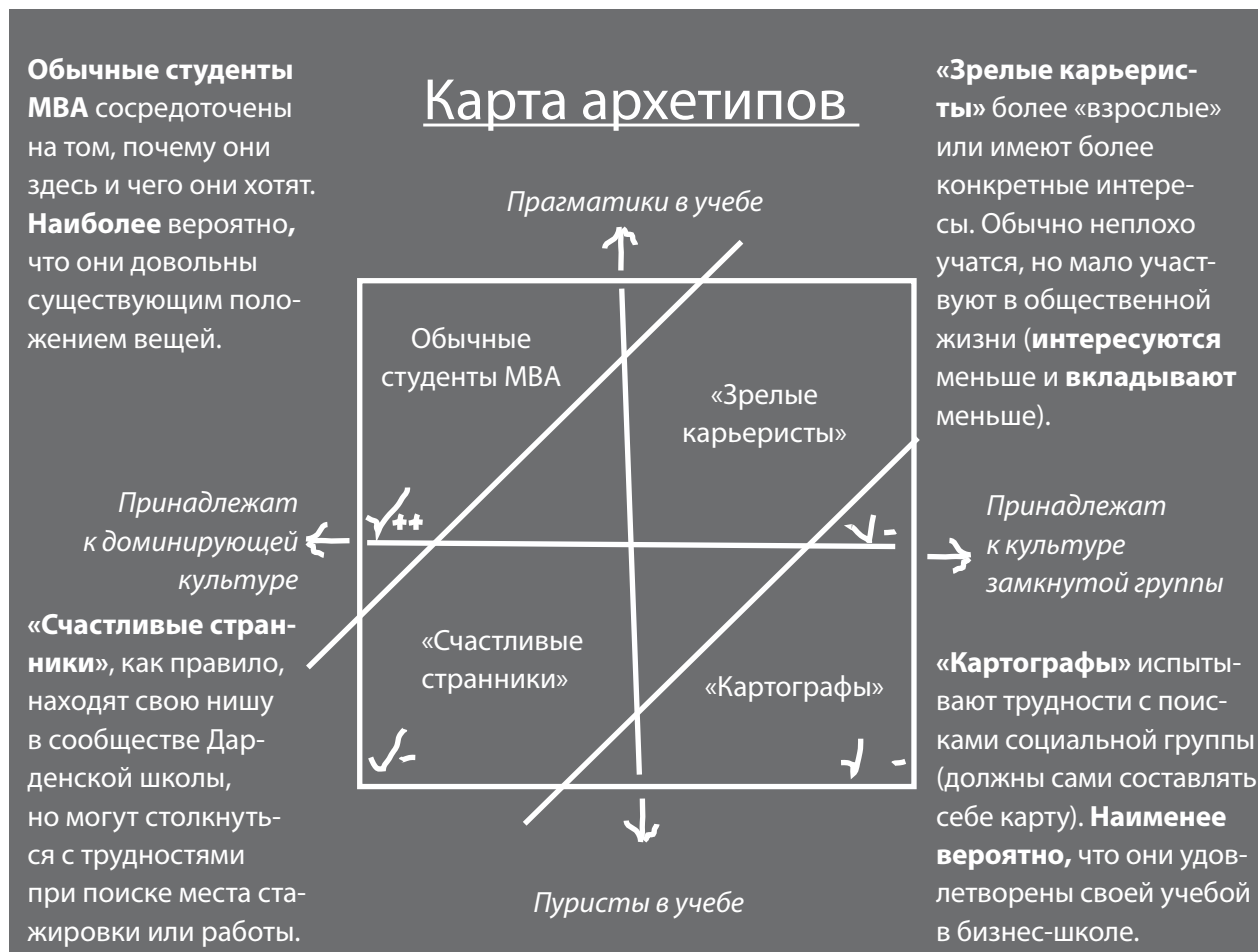 Карта архетипов
Обычные студенты
МВА сосредоточены
на том, почему они
здесь и чего они хотят.
Наиболее вероятно,
что они довольны
существующим поло-
жением вещей.
«Зрелые карьерис-
ты» более «взрослые»
или имеют более
конкретные интере-
сы. Обычно неплохо
учатся, но мало участ-
вуют в общественной
жизни (интересуются
меньше и вкладывают
меньше).
Прагматики в учебе
Обычные
студенты МВА
«Зрелые
карьеристы»
Принадлежат
к доминирующей
культуре
√++
√-
Принадлежат
к культуре
замкнутой группы
«Счастливые
странники»
«Картографы»
√-
√ -
Пуристы в учебе
«Счастливые стран-
ники», как правило,
находят свою нишу
в сообществе Дар-
денской школы,
но могут столкнуть-
ся с трудностями
при поиске места ста-
жировки или работы.
«Картографы» испыты-
вают трудности с поис-
ками социальной группы
(должны сами составлять
себе карту). Наименее
вероятно, что они удов-
летворены своей учебой
в бизнес-школе.